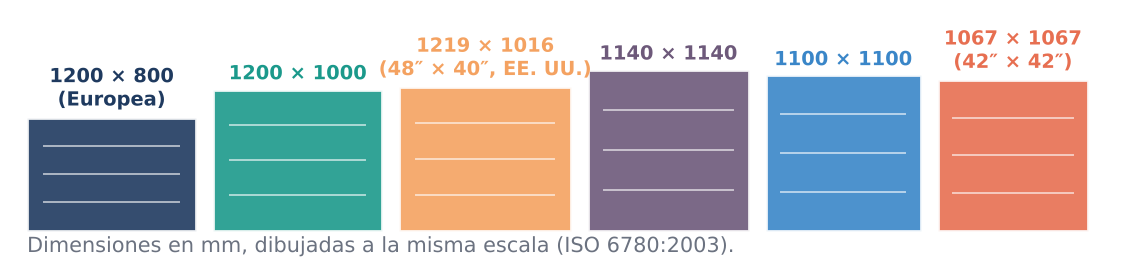 1200 × 800
(Europea)
1200 × 1000
1219 × 1016
(48″ × 40″, EE. UU.)
1140 × 1140
1100 × 1100
1067 × 1067
(42″ × 42″)
Dimensiones en mm, dibujadas a la misma escala (ISO 6780:2003).